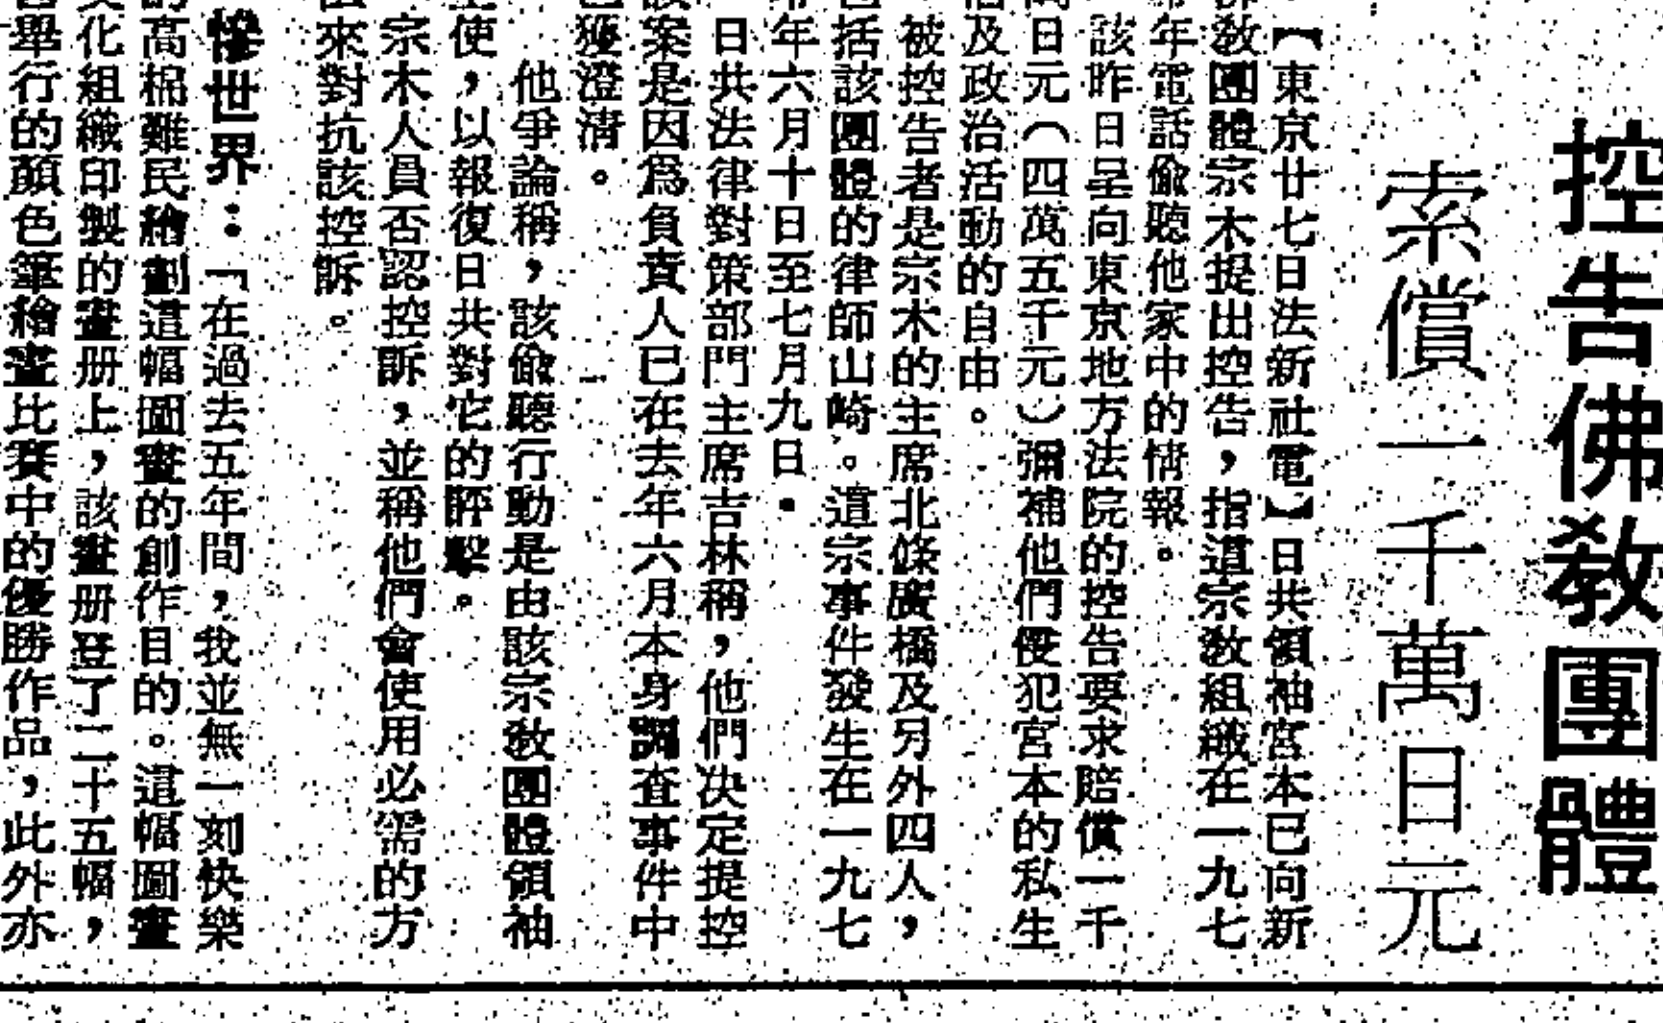 控告佛教團體
索償一千萬日元
【東京廿七日法新社電】日共領袖宮本已向新
教團體宗木提出控告，指這宗教組織在一九七
年電話偷聽他家中的情報。
該昨日呈向東京地方法院的控告要求賠償一千
日元（四萬五千元）彌補他們侵犯宮本的私生
及政治活動的自由。
被控告者是宗木的主席北條廣橋及另外四人，
括該團體的律師山崎。這宗事件發生在一九七
年六月十日至七月九日。
日共法律對策部門主席吉林稱，他們決定提控
案是因為負責人已在去年六月本身調查事件中
獲澄清。
他爭論稱，該偷聽行動是由該宗教團體領袖
使，以報復日共對它的評擊。
宗木人員否認控訴，並稱他們會使用必需的方
來對抗該控訴。
慘世界：「在過去五年間，我並無一刻快樂
高棉難民繪劃這幅圖畫的創作目的。這幅圖畫
化組織印製的畫册上，該畫册登了二十五幅，
舉行的顏色筆繪畫比賽中的優勝作品，此外亦